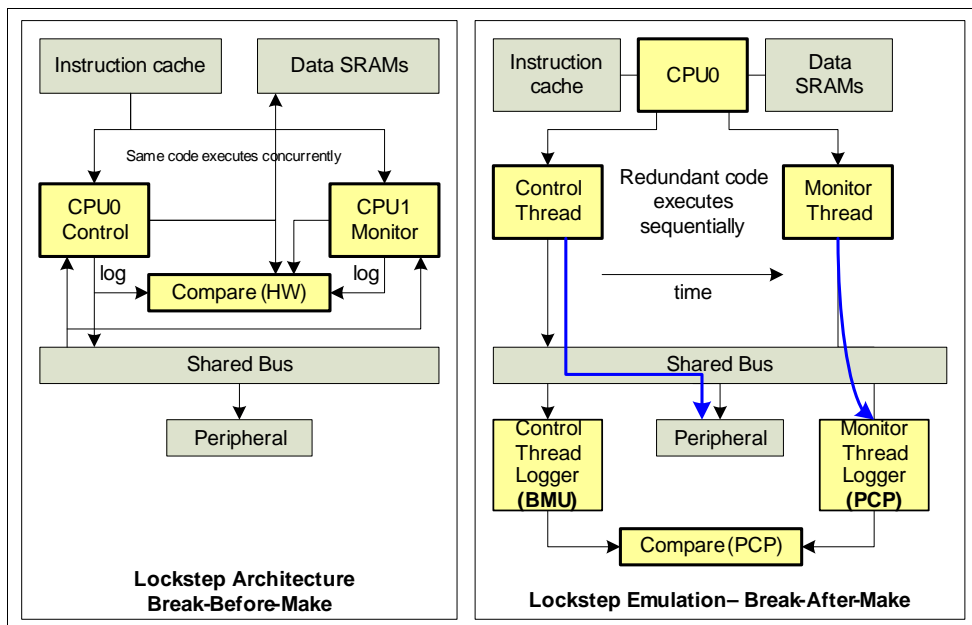 Instruction cache
Data SRAMs
Same code executes concurrently
CPU0
Control
CPU1
Monitor
log
log
Compare (HW)
Shared Bus
Peripheral
Lockstep Architecture
Break-Before-Make
Instruction
cache
CPU0
Data
SRAMs
Control
Thread
Redundant code
executes
sequentially
Monitor
Thread
time
Shared Bus
Control
Thread
Logger
(BMU)
Peripheral
Monitor
Thread
Logger
(PCP)
Compare (PCP)
Lockstep Emulation– Break-After-Make